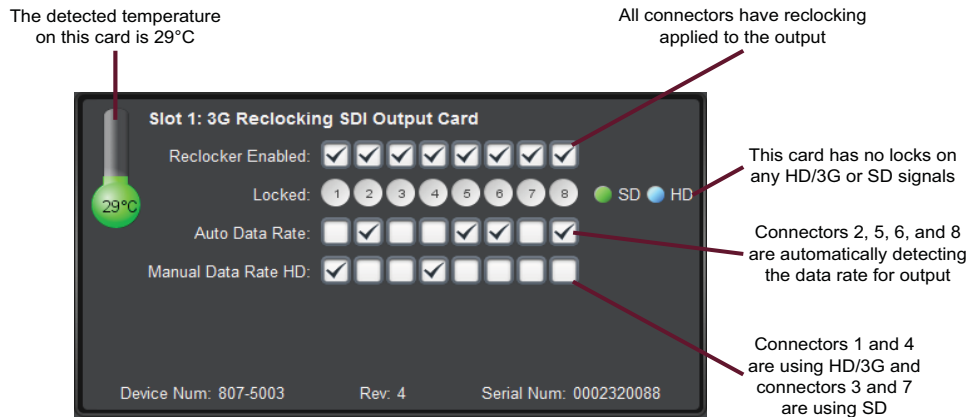 The detected temperature
on this card is 29°C
All connectors have reclocking
applied to the output
Slot 1: 3G Reclocking SDI Output Card
Reclocker Enabled:
Locked: 1 2 3 4 5 6 7 8 SD HD
29°C
Auto Data Rate:
Manual Data Rate HD:
Device Num: 807-5003 Rev: 4 Serial Num: 0002320088
This card has no locks on
any HD/3G or SD signals
Connectors 2, 5, 6, and 8
are automatically detecting
the data rate for output
Connectors 1 and 4
are using HD/3G and
connectors 3 and 7
are using SD